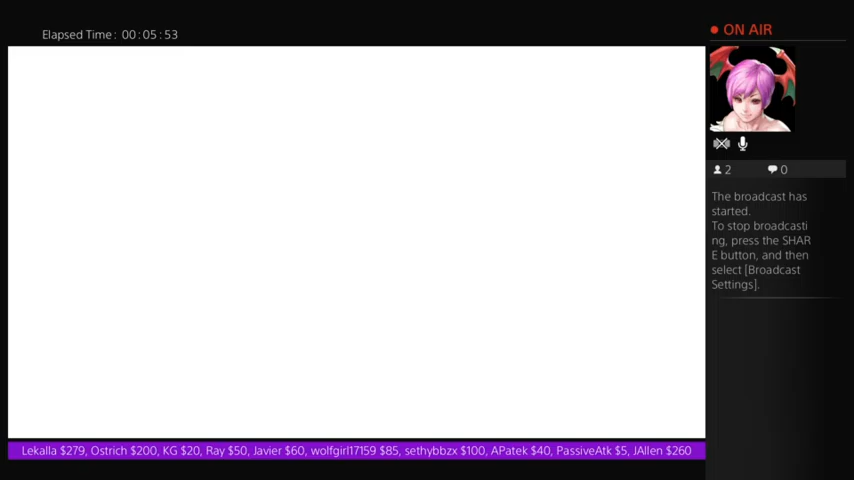 Elapsed Time: 00:05:53
ON AIR
2 0
The broadcast has
started.
To stop broadcasti
ng, press the SHAR
E button, and then
select [Broadcast
Settings].
Lekalla $279, Ostrich $200, KG $20, Ray $50, Javier $60, wolfgirl17159 $85, sethybbzx $100, APatek $40, PassiveAtk $5, JAllen $260